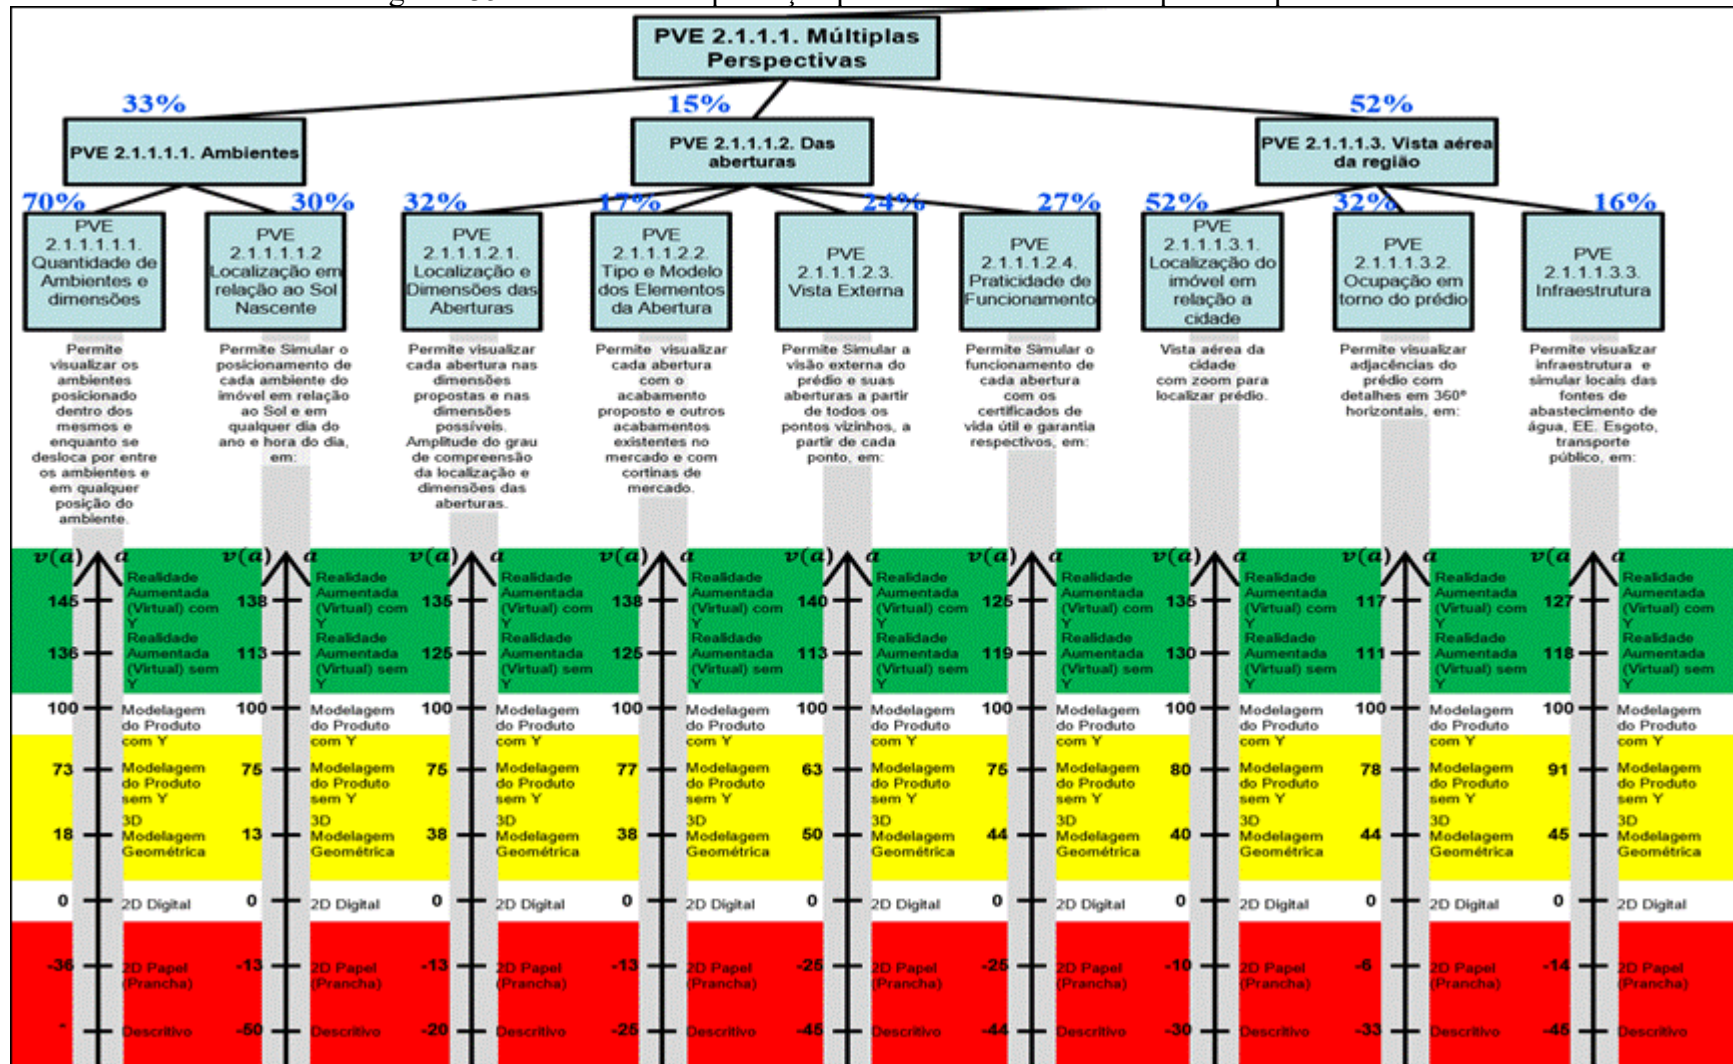 PVE 2.1.1.1. Múltiplas
Perspectivas
33%
15%
52%
PVE 2.1.1.1.1. Ambientes
PVE 2.1.1.1.2. Das
aberturas
PVE 2.1.1.1.3. Vista aérea
da região
70%
30%
32%
17%
24%
27%
52%
32%
16%
PVE
2.1.1.1.1.1.
Quantidade de
Ambientes e
dimensões
PVE
2.1.1.1.1.2
Localização em
relação ao Sol
Nascente
PVE
2.1.1.1.2.1.
Localização e
Dimensões das
Aberturas
PVE
2.1.1.1.2.2.
Tipo e Modelo
dos Elementos
da Abertura
PVE
2.1.1.1.2.3.
Vista Externa
PVE
2.1.1.1.2.4.
Praticidade de
Funcionamento
PVE
2.1.1.1.3.1.
Localização do
imóvel em
relação a
cidade
PVE
2.1.1.1.3.2.
Ocupação em
torno do prédio
PVE
2.1.1.1.3.3.
Infraestrutura
Permite
visualizar os
ambientes
posicionado
dentro dos
mesmos e
enquanto se
desloca por entre
os ambientes e
em qualquer
posição do
ambiente.
Permite Simular o
posicionamento de
cada ambiente do
imóvel em relação
ao Sol e em
qualquer dia do
ano e hora do dia,
em:
Permite visualizar
cada abertura nas
dimensões
propostas e nas
dimensões
possíveis.
Amplitude do grau
de compreensão
da localização e
dimensões das
aberturas.
Permite visualizar
cada abertura
com o
acabamento
proposto e outros
acabamentos
existentes no
mercado e com
cortinas de
mercado.
Permite Simular a
visão externa do
prédio e suas
aberturas a partir
de todos os
pontos vizinhos, a
partir de cada
ponto, em:
Permite Simular o
funcionamento de
cada abertura
com os
certificados de
vida útil e garantia
respectivos, em:
Vista aérea da
cidade
com zoom para
localizar prédio.
Permite visualizar
adjacências do
prédio com
detalhes em 360º
horizontais, em:
Permite visualizar
infraestrutura e
simular locais das
fontes de
abastecimento de
água, EE. Esgoto,
transporte
público, em:
v(a) a v(a) a v(a) a v(a) a v(a) a v(a) a v(a) a v(a) a v(a a
145 138 135 138 140 125 135 117 127
Realidade Realidade Realidade Realidade Realidade Realidade Realidade Realidade Realidade
Aumentada Aumentada Aumentada Aumentada Aumentada Aumentada Aumentada Aumentada Aumentada
(Virtual) com (Virtual) com (Virtual) com (Virtual) com (Virtual) com (Virtual) com (Virtual) com (Virtual) com (Virtual) com
Y Y Y Y Y Y Y Y Y
136 113 125 125 113 119 130 111 118
Realidade Realidade Realidade Realidade Realidade Realidade Realidade Realidade Realidade
Aumentada Aumentada Aumentada Aumentada Aumentada Aumentada Aumentada Aumentada Aumentada
(Virtual) sem (Virtual) sem (Virtual) sem (Virtual) sem (Virtual) sem (Virtual) sem (Virtual) sem (Virtual) sem (Virtual) sem
Y Y Y Y Y Y Y Y Y
100 100 100 100 100 100 100 100 100
Modelagem Modelagem Modelagem Modelagem Modelagem Modelagem Modelagem Modelagem Modelagem
do Produto do Produto do Produto do Produto do Produto do Produto do Produto do Produto do Produto
com Y com Y com Y com Y com Y com Y com Y com Y com Y
73 75 75 77 63 75 80 78 91
Modelagem Modelagem Modelagem Modelagem Modelagem Modelagem Modelagem Modelagem Modelagem
do Produto do Produto do Produto do Produto do Produto do Produto do Produto do Produto do Produto
sem Y sem Y sem Y sem Y sem Y sem Y sem Y sem Y sem Y
3D 3D 3D 3D 3D 3D 3D 3D 3D
18 Modelagem 13 Modelagem 38 Modelagem 38 Modelagem 50 Modelagem 44 Modelagem 40 Modelagem 44 Modelagem 45 Modelagem
Geométrica Geométrica Geométrica Geométrica Geométrica Geométrica Geométrica Geométrica Geométrica
0 2D Digital 0 2D Digital 0 2D Digital 0 2D Digital 0 2D Digital 0 2D Digital 0 2D Digital 0 2D Digital 0 2D Digital
-36 2D Papel -13 2D Papel -13 2D Papel -13 2D Papel -25 2D Papel -25 2D Papel -10 2D Papel -6 2D Papel -14 2D Papel
(Prancha) (Prancha) (Prancha) (Prancha) (Prancha) (Prancha) (Prancha) (Prancha) (Prancha)
- Descritivo -50 Descritivo -20 Descritivo -25 Descritivo -45 Descritivo -44 Descritivo -30 Descritivo -33 Descritivo -45 Descritivo